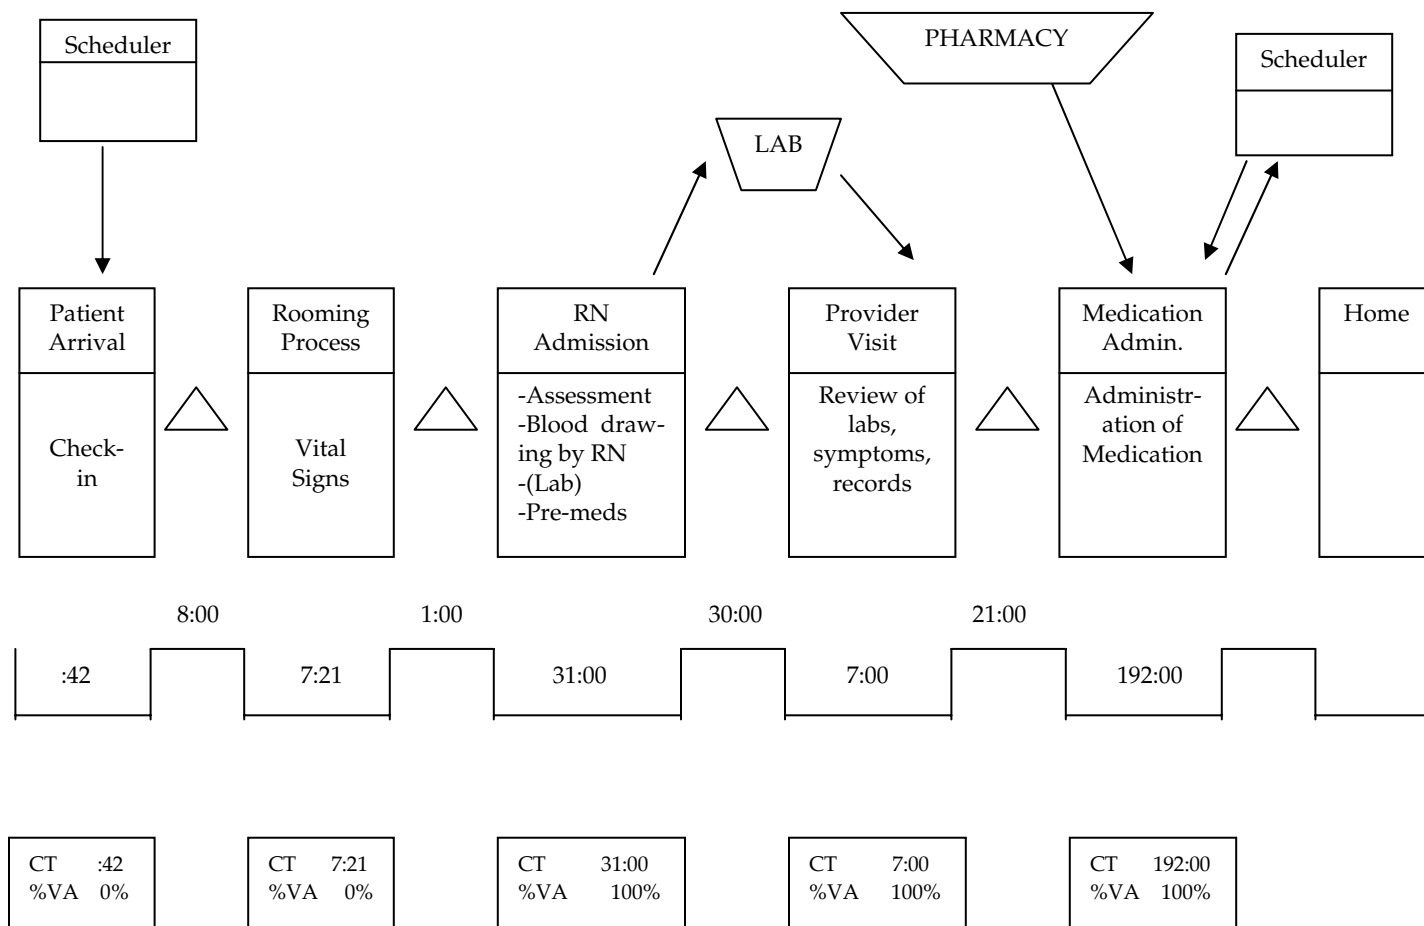 Scheduler
PHARMACY
Scheduler
LAB
Patient
Arrival
Check-
in
Rooming
Process
Vital
Signs
RN
Admission
-Assessment
-Blood draw-
ing by RN
-(Lab)
-Pre-meds
Provider
Visit
Review of
labs,
symptoms,
records
Medication
Admin.
Administr-
ation of
Medication
Home
8:00
1:00
30:00
21:00
:42
7:21
31:00
7:00
192:00
CT :42
%VA 0%
CT 7:21
%VA 0%
CT 31:00
%VA 100%
CT 7:00
%VA 100%
CT 192:00
%VA 100%